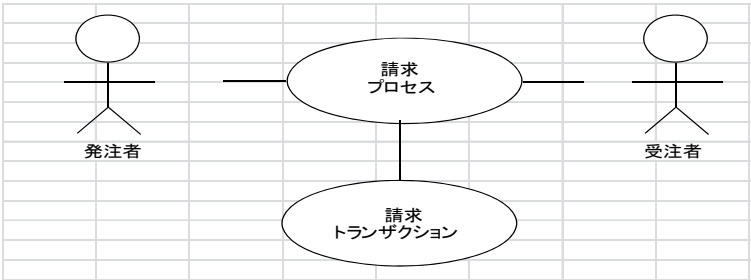 請求
プロセス
発注者
受注者
請求
トランザクション